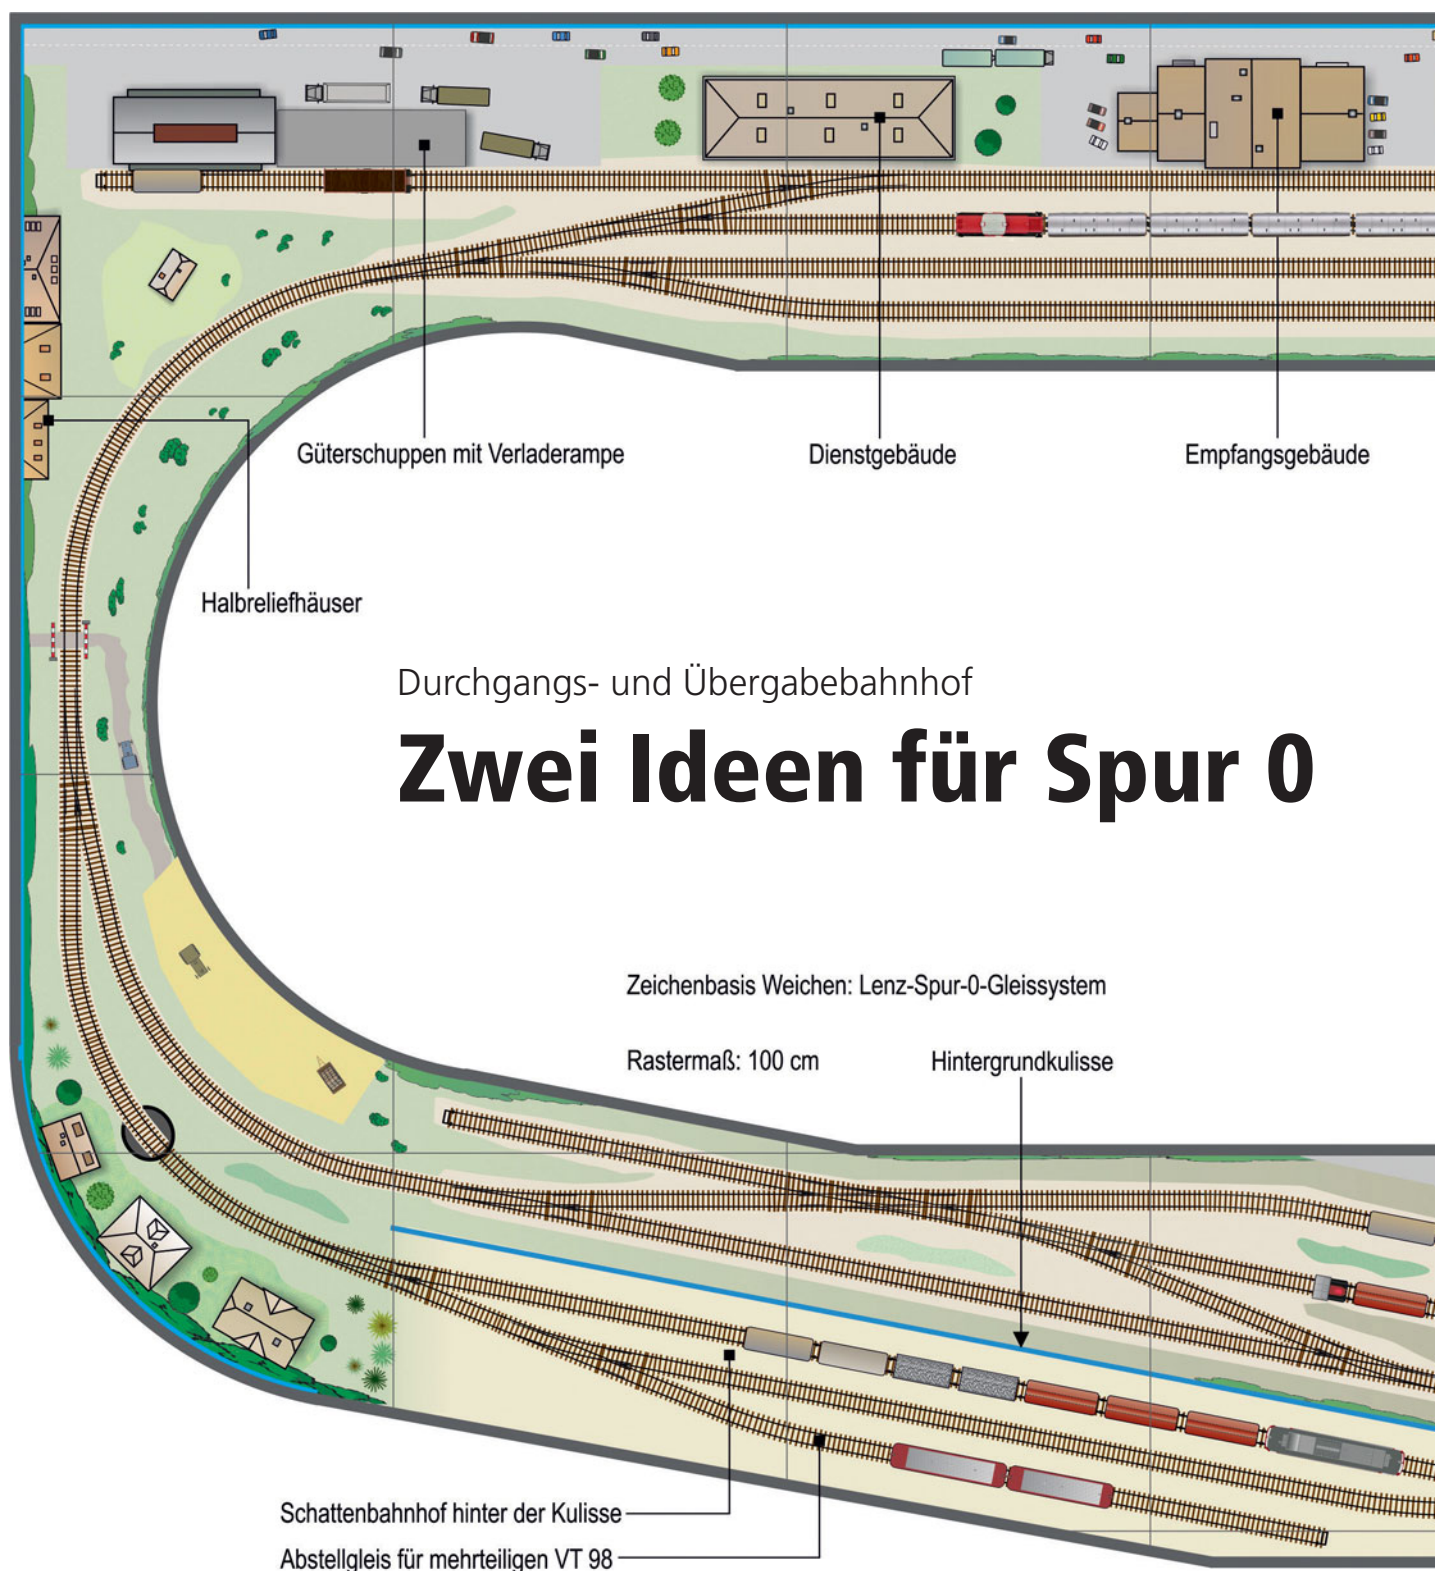 Güterschuppen mit Verladerampe
Dienstgebäude
Empfangsgebäude
Halbreliefhäuser
Durchgangs- und Übergabebahnhof
Zwei Ideen für Spur 0
Zeichenbasis Weichen: Lenz-Spur-0-Gleissystem
Rastermaß: 100 cm
Hintergrundkulisse
Schattenbahnhof hinter der Kulisse
Abstellgleis für mehrteiligen VT 98